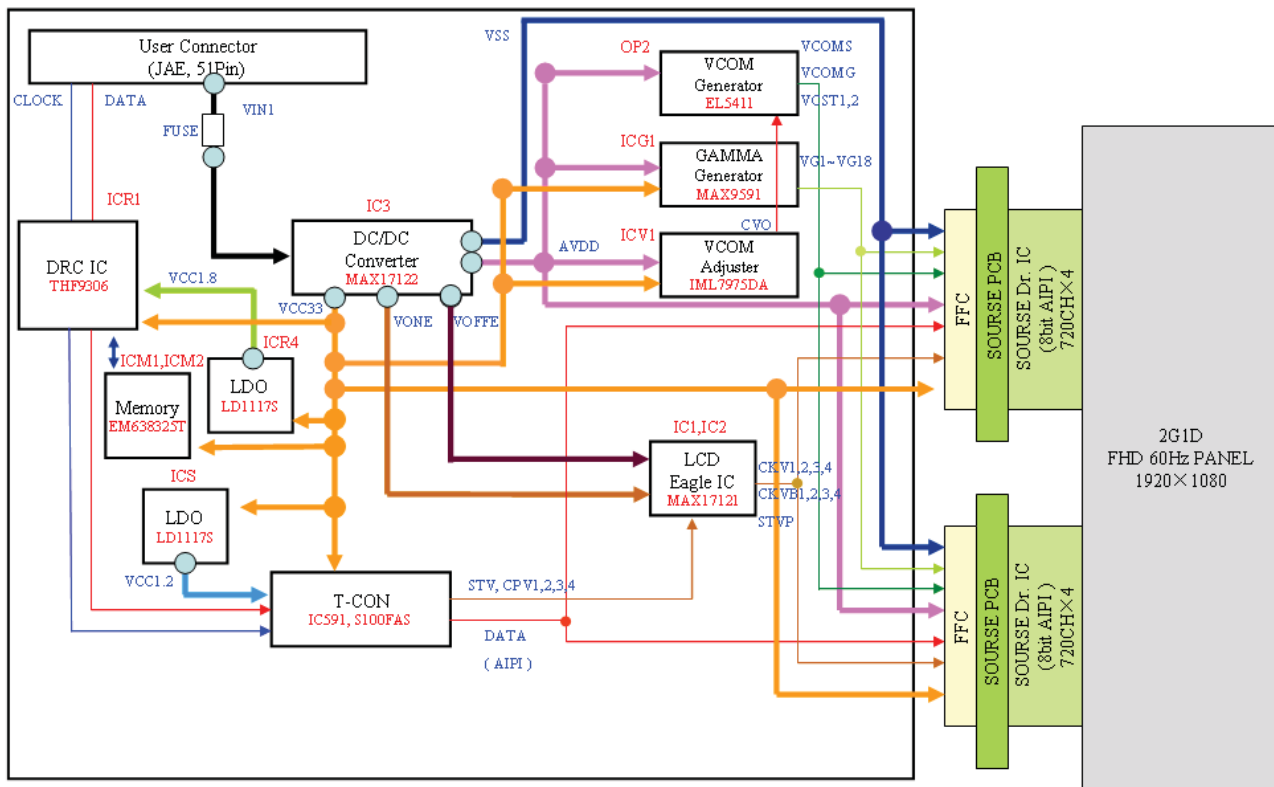 User Connector
(JAE, 51Pin)
CLOCK
DATA
VIN1
FUSE
VSS
OP2
VCOM
Generator
EL5411
VCOMS
VCOMG
VCST1,2
ICG1
GAMMA
Generator
MAX9591
VG1~VG18
CVO
ICV1
VCOM
Adjuster
IML7975DA
AVDD
ICR1
DRC IC
THF9306
IC3
DC/DC
Converter
MAX17122
VCC1.8
VCC33
VONE
VOFFE
ICR4
LDO
LD1117S
ICM1,ICM2
Memory
EM638325T
ICS
LDO
LD1117S
VCC1.2
T-CON
IC591, S100FAS
STV, CPV1,2,3,4
DATA
( AIPI )
IC1,IC2
LCD
Eagle IC
MAX17121
CKV1,2,3,4
CKVB1,2,3,4
STVP
FFC
SOURSE PCB
SOURSE Dr. IC
(8bit AIPI )
720CH×4
FFC
SOURSE PCB
SOURSE Dr. IC
(8bit AIPI )
720CH×4
2G1D
FHD 60Hz PANEL
1920×1080